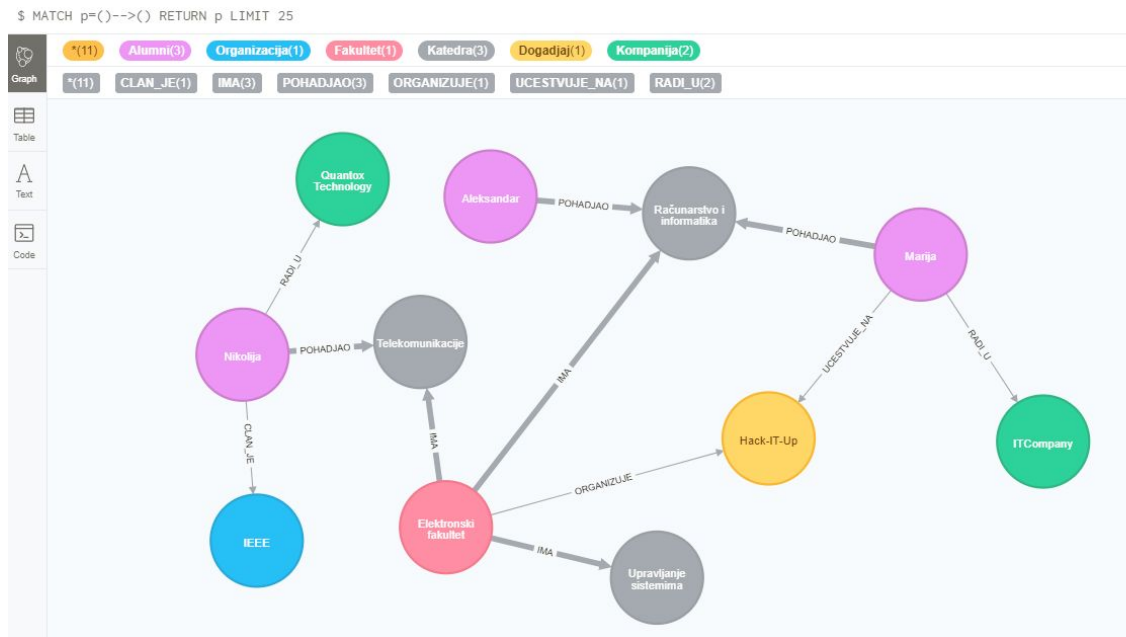 $ MATCH p=()-->() RETURN p LIMIT 25
*(11) Alumni(3) Organizacija(1) Fakultet(1) Katedra(3) Dogadjaj(1) Kompanija(2)
*(11) CLAN_JE(1) IMA(3) POHADJAO(3) ORGANIZUJE(1) UCESTVUJE_NA(1) RADI_U(2)
Graph
Table
A
Text
Code
Quantox
Technology
Aleksandar
POHADJAO
Računarstvo i
informatika
POHADJAO
Marija
RADI_U
Nikolija
POHADJAO
Telekomunikacije
IMA
UCESTVUJE_NA
RADI_U
CLAN_JE
IMA
Hack-IT-Up
ITCompany
ORGANIZUJE
IEEE
Elektronski
fakultet
IMA
Upravljanje
sistemima